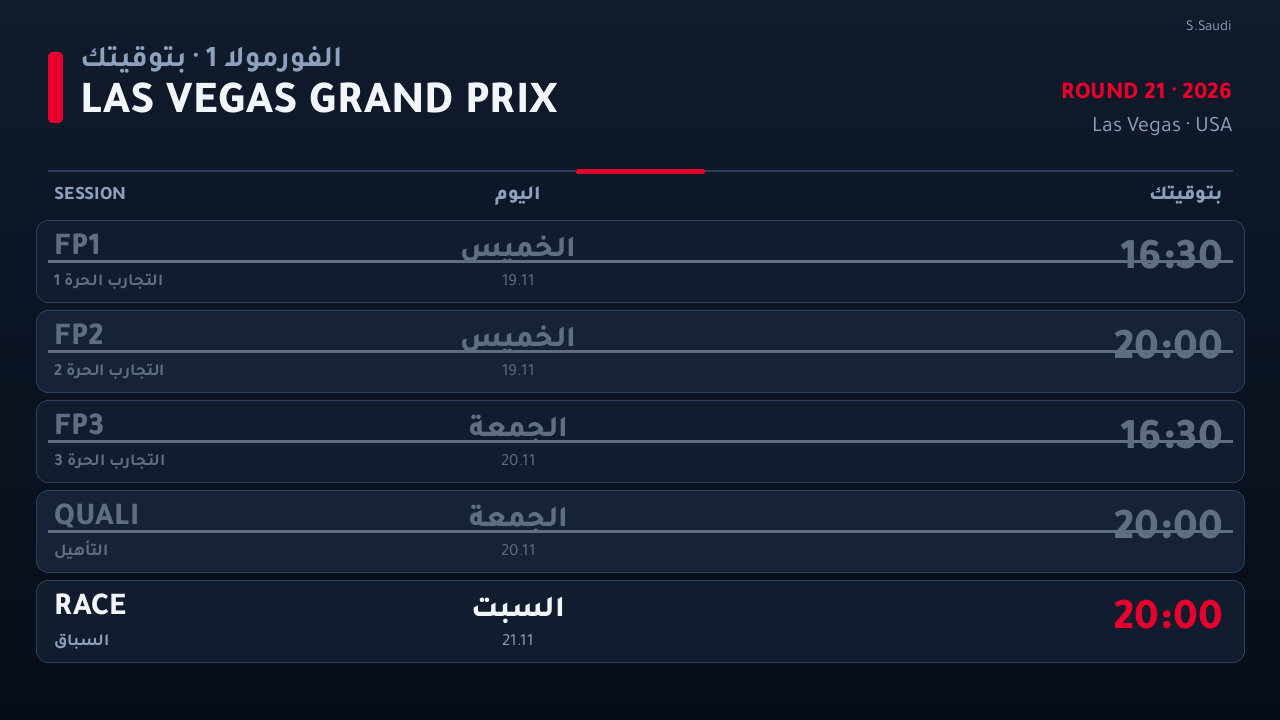 S.Saudi
الفورمولا 1 · بتوقيتك
LAS VEGAS GRAND PRIX
ROUND 21 · 2026
Las Vegas · USA
SESSION
اليوم
بتوقيتك
FP1
الخميس
16:30
التجارب الحرة 1
19.11
FP2
الخميس
20:00
التجارب الحرة 2
19.11
FP3
الجمعة
16:30
التجارب الحرة 3
20.11
QUALI
الجمعة
20:00
التأهيل
20.11
RACE
السبت
20:00
السباق
21.11